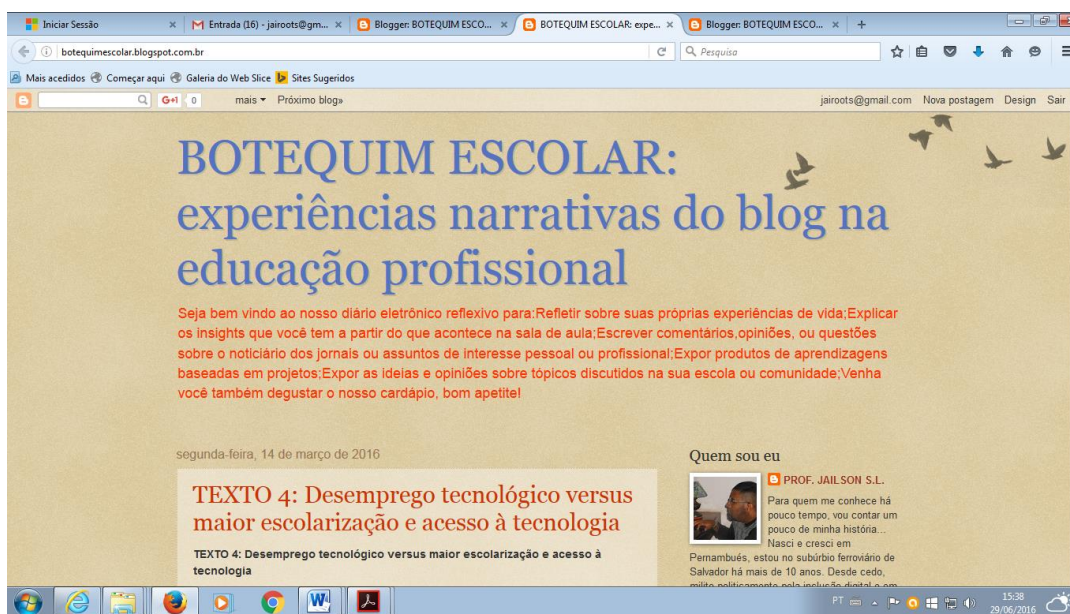 Iniciar Sessão
Entrada (16) - jairoots@gm...
Blogger: BOTEQUIM ESCO...
BOTEQUIM ESCOLAR: expe...
Blogger: BOTEQUIM ESCO...
botequimescolar.blogspot.com.br
Pesquisa
Mais acedidos Começar aqui Galeria do Web Slice Sites Sugeridos
G+1 0 mais Próximo blog» jairoots@gmail.com Nova postagem Design Sair
BOTEQUIM ESCOLAR:
experiências narrativas do blog na
educação profissional
Seja bem vindo ao nosso diário eletrônico reflexivo para:Refletir sobre suas próprias experiências de vida;Explicar
os insights que você tem a partir do que acontece na sala de aula;Escrever comentários,opiniões, ou questões
sobre o noticiário dos jornais ou assuntos de interesse pessoal ou profissional;Expor produtos de aprendizagens
baseadas em projetos;Expor as ideias e opiniões sobre tópicos discutidos na sua escola ou comunidade;Venha
você também degustar o nosso cardápio, bom apetite!
segunda-feira, 14 de março de 2016
TEXTO 4: Desemprego tecnológico versus
maior escolarização e acesso à tecnologia
TEXTO 4: Desemprego tecnológico versus maior escolarização e acesso à
tecnologia
Quem sou eu
PROF. JAILSON S.L.
Para quem me conhece há
pouco tempo, vou contar um
pouco de minha história...
Nasci e cresci em
Pernambués, estou no subúrbio ferroviário de
Salvador há mais de 10 anos. Desde cedo,
milito politicamente pela inclusão digital e em
PT
15:38
29/06/2016